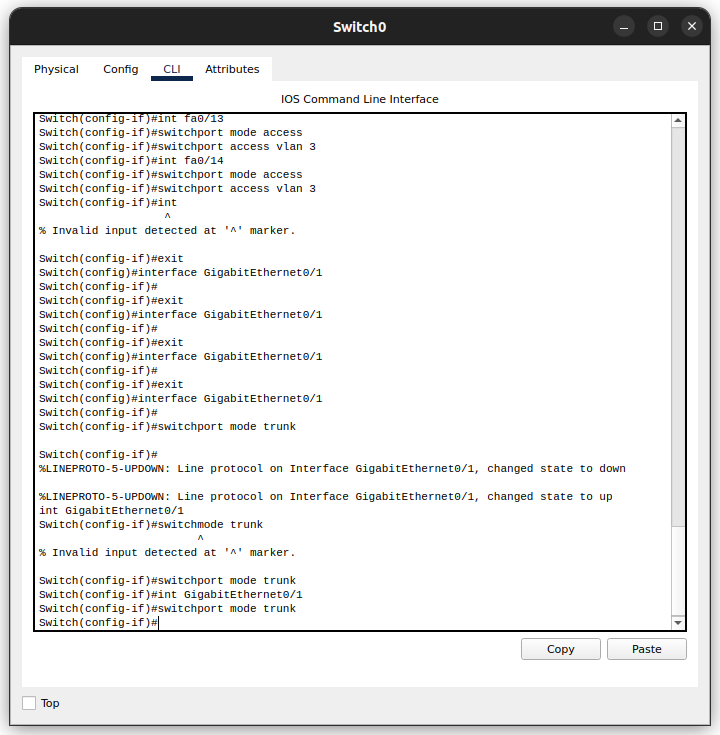 Switch0
Physical Config CLI Attributes
IOS Command Line Interface
Switch(config-if)#int fa0/13
Switch(config-if)#switchport mode access
Switch(config-if)#switchport access vlan 3
Switch(config-if)#int fa0/14
Switch(config-if)#switchport mode access
Switch(config-if)#switchport access vlan 3
Switch(config-if)#int
^
% Invalid input detected at '^' marker.
Switch(config-if)#exit
Switch(config)#interface GigabitEthernet0/1
Switch(config-if)#
Switch(config-if)#exit
Switch(config)#interface GigabitEthernet0/1
Switch(config-if)#
Switch(config-if)#exit
Switch(config)#interface GigabitEthernet0/1
Switch(config-if)#
Switch(config-if)#exit
Switch(config)#interface GigabitEthernet0/1
Switch(config-if)#
Switch(config-if)#switchport mode trunk
Switch(config-if)#
%LINEPROTO-5-UPDOWN: Line protocol on Interface GigabitEthernet0/1, changed state to down
%LINEPROTO-5-UPDOWN: Line protocol on Interface GigabitEthernet0/1, changed state to up
int GigabitEthernet0/1
Switch(config-if)#switchmode trunk
^
% Invalid input detected at '^' marker.
Switch(config-if)#switchport mode trunk
Switch(config-if)#int GigabitEthernet0/1
Switch(config-if)#switchport mode trunk
Switch(config-if)#
Copy Paste
Top